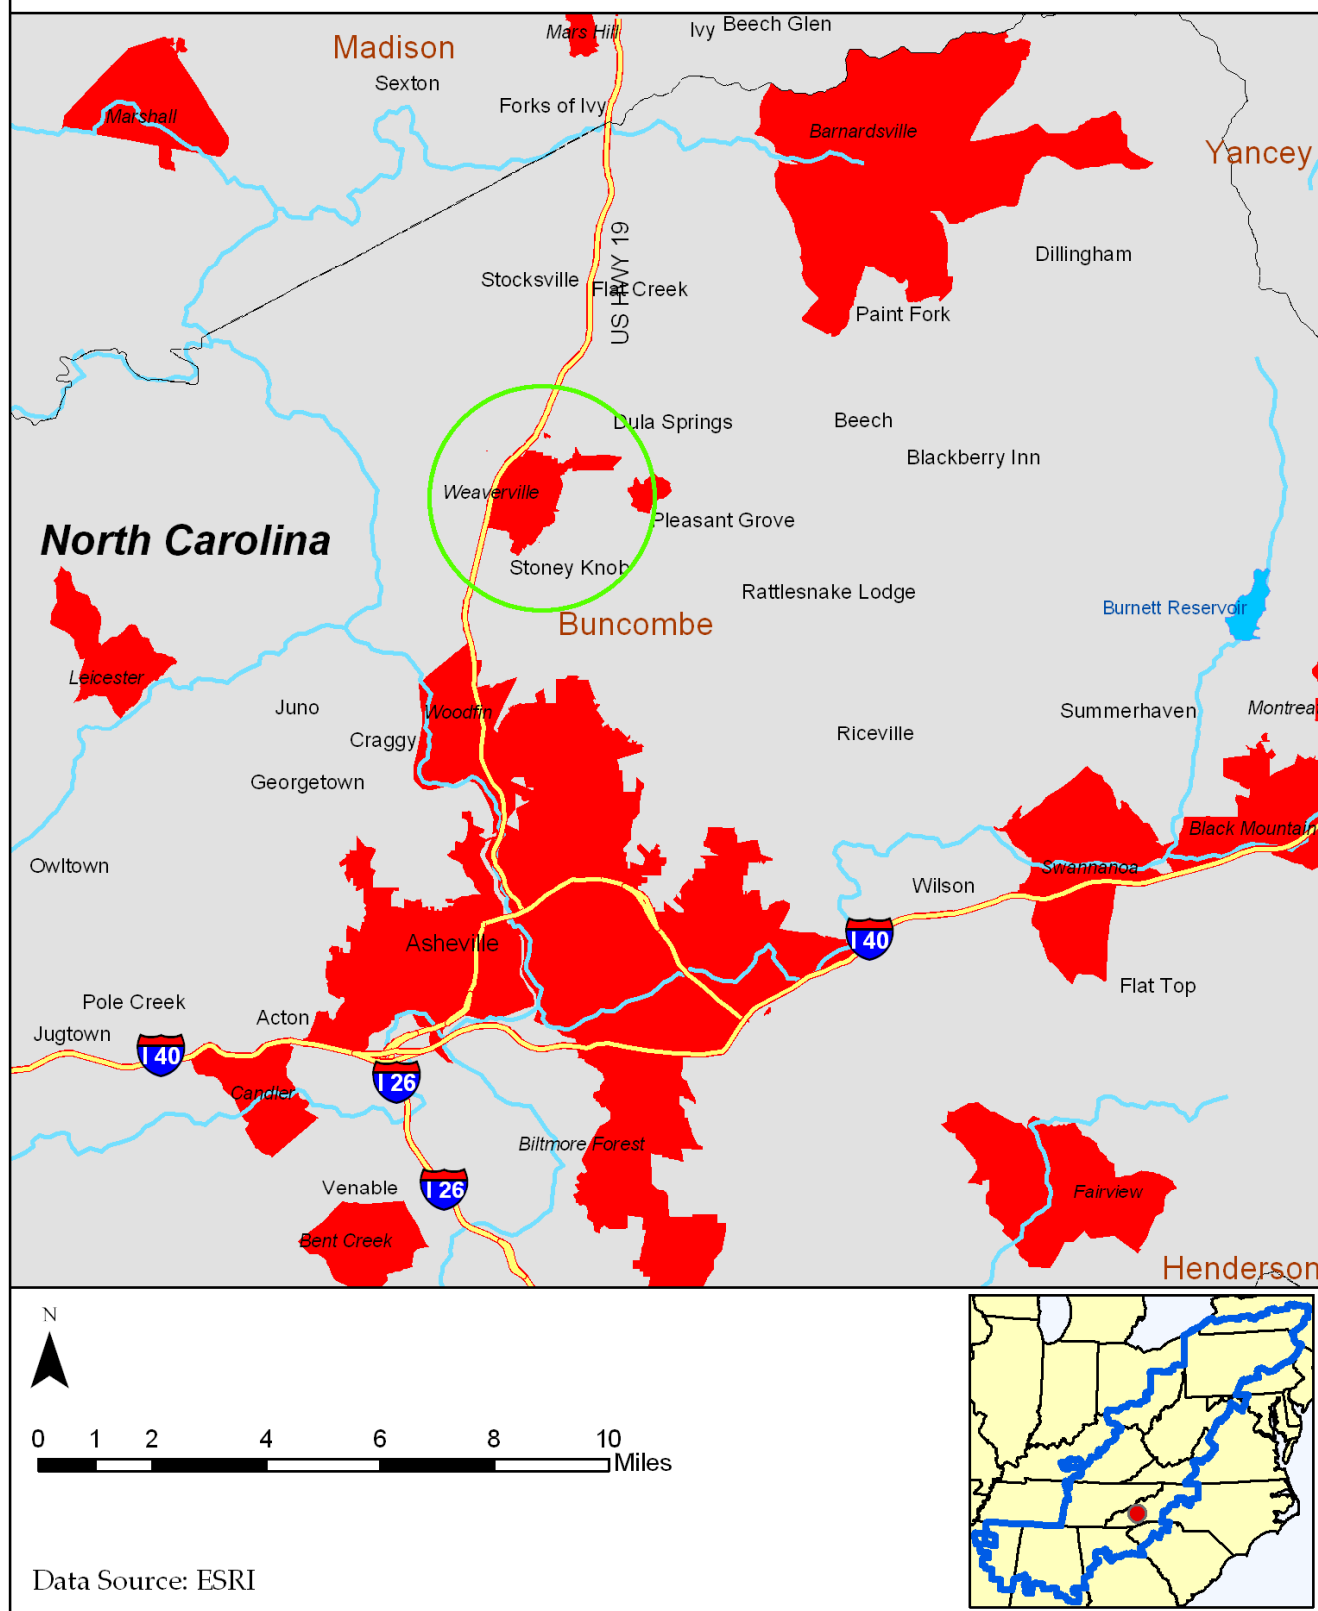 Mars Hill
Ivy
Beech Glen
Madison
Sexton
Forks of Ivy
Marshall
Barnardsville
Yancey
US HWY 19
Dillingham
Stocksville
Flat Creek
Paint Fork
Dula Springs
Beech
Blackberry Inn
Weaverville
Pleasant Grove
North Carolina
Stoney Knob
Rattlesnake Lodge
Burnett Reservoir
Buncombe
Leicester
Juno
Woodfin
Summerhaven
Montrea
Craggy
Riceville
Georgetown
Black Mountain
Owltown
Swannanoa
Wilson
Asheville
I 40
Flat Top
Pole Creek
Acton
Jugtown
I 40
I 26
Candler
Biltmore Forest
Venable
I 26
Fairview
Bent Creek
Henderson
N
0 1 2 4 6 8 10
Miles
Data Source: ESRI